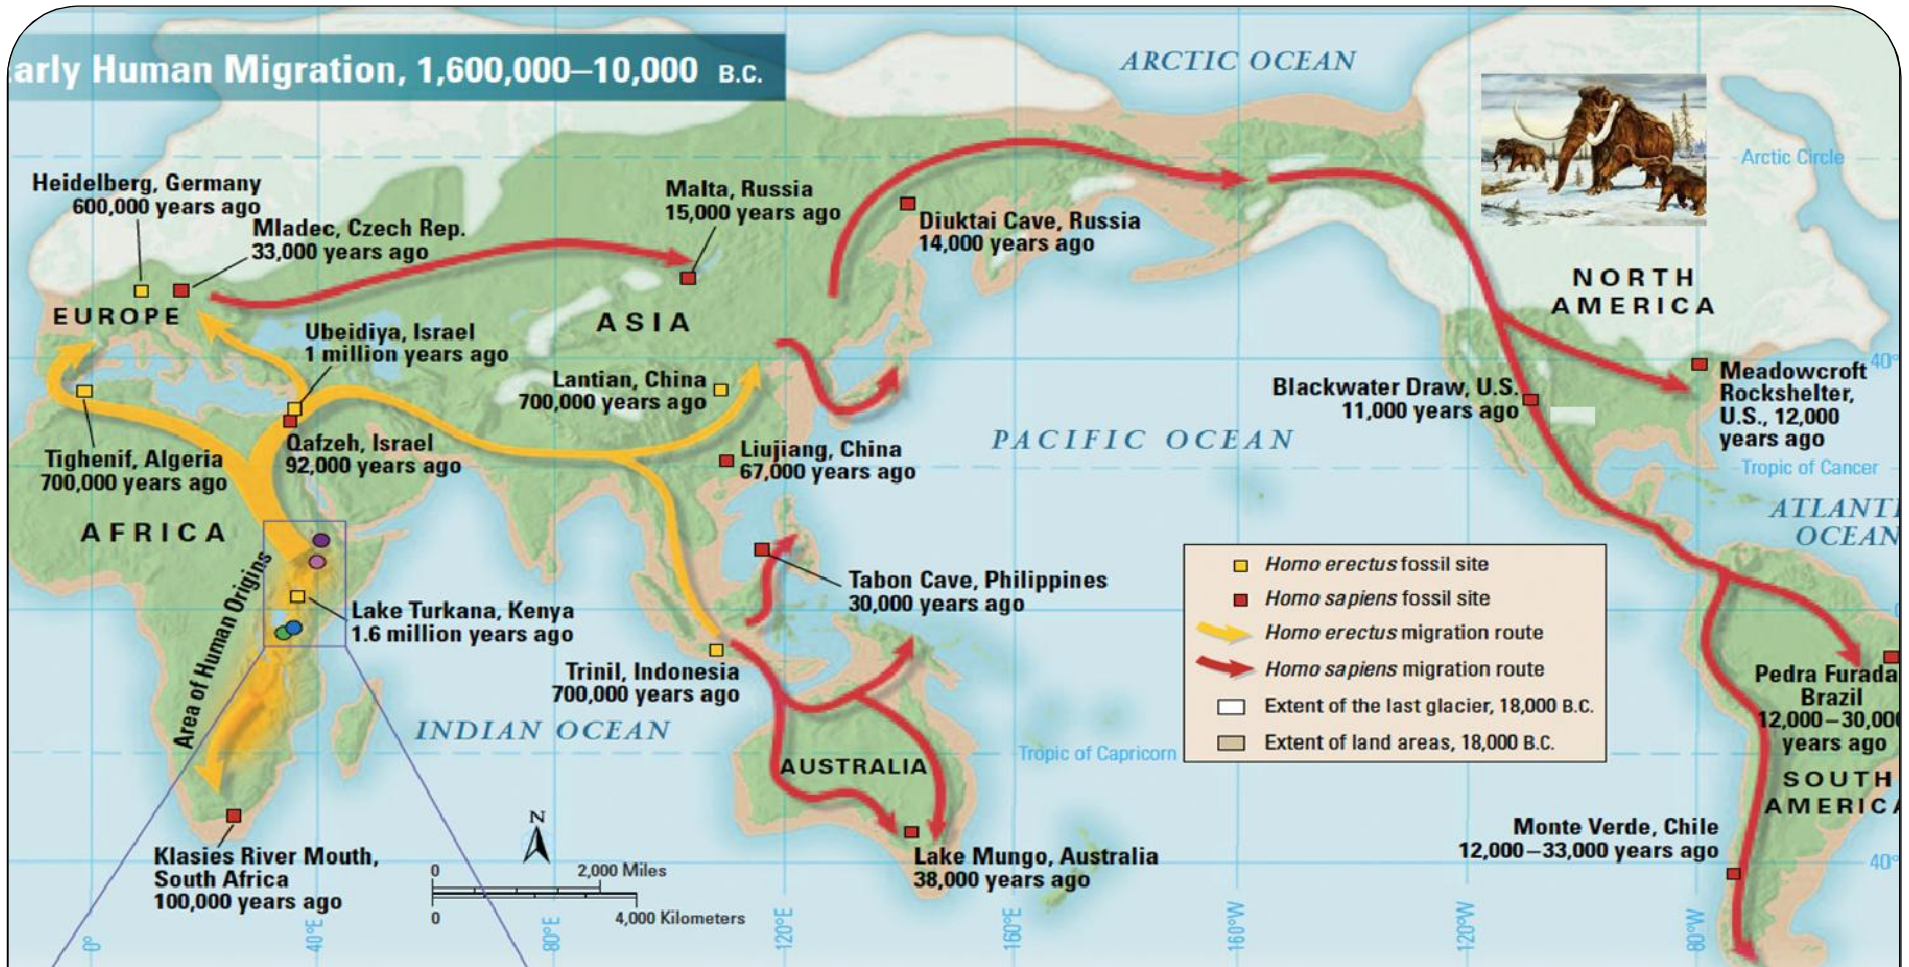 arly Human Migration, 1,600,000–10,000 B.C.
ARCTIC OCEAN
Arctic Circle
Heidelberg, Germany
600,000 years ago
Mladec, Czech Rep.
33,000 years ago
Malta, Russia
15,000 years ago
Diuktai Cave, Russia
14,000 years ago
NORTH
AMERICA
EUROPE
ASIA
Ubeidiya, Israel
1 million years ago
Lantian, China
700,000 years ago
40°
Meadowcroft
Rockshelter,
U.S., 12,000
years ago
Blackwater Draw, U.S.
11,000 years ago
PACIFIC OCEAN
Qafzeh, Israel
92,000 years ago
Liujiang, China
67,000 years ago
Tighenif, Algeria
700,000 years ago
Tropic of Cancer
ATLANTI
OCEAN
AFRICA
Area of Human Origins
Lake Turkana, Kenya
1.6 million years ago
Tabon Cave, Philippines
30,000 years ago
Homo erectus fossil site
Homo sapiens fossil site
Homo erectus migration route
Homo sapiens migration route
Extent of the last glacier, 18,000 B.C.
Extent of land areas, 18,000 B.C.
Trinil, Indonesia
700,000 years ago
Pedra Furada
Brazil
12,000–30,000
years ago
INDIAN OCEAN
Tropic of Capricorn
AUSTRALIA
SOUTH
AMERICA
Monte Verde, Chile
12,000–33,000 years ago
Klasies River Mouth,
South Africa
100,000 years ago
N
0 2,000 Miles
0 4,000 Kilometers
Lake Mungo, Australia
38,000 years ago
40°
0° 40°E 80°E 120°E 160°E 160°W 120°W 80°W